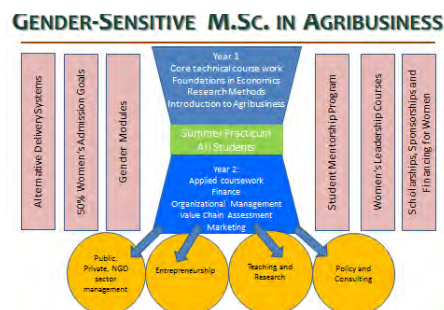 GENDER-SENSITIVE M.SC. IN AGRIBUSINESS
Alternative Delivery Systems
50% Women's Admission Goals
Gender Modules
Year 1
Core technical course work
Foundations in Economics
Research Methods
Introduction to Agribusiness
Summer Practicum
All Students
Year 2:
Applied coursework
Finance
Organizational Management
Value Chain Assessment
Marketing
Student Mentorship Program
Women's Leadership Courses
Scholarships, Sponsorships and
Financing for Women
Public,
Private, NGO
sector
management
Entrepreneurship
Teaching and
Research
Policy and
Consulting